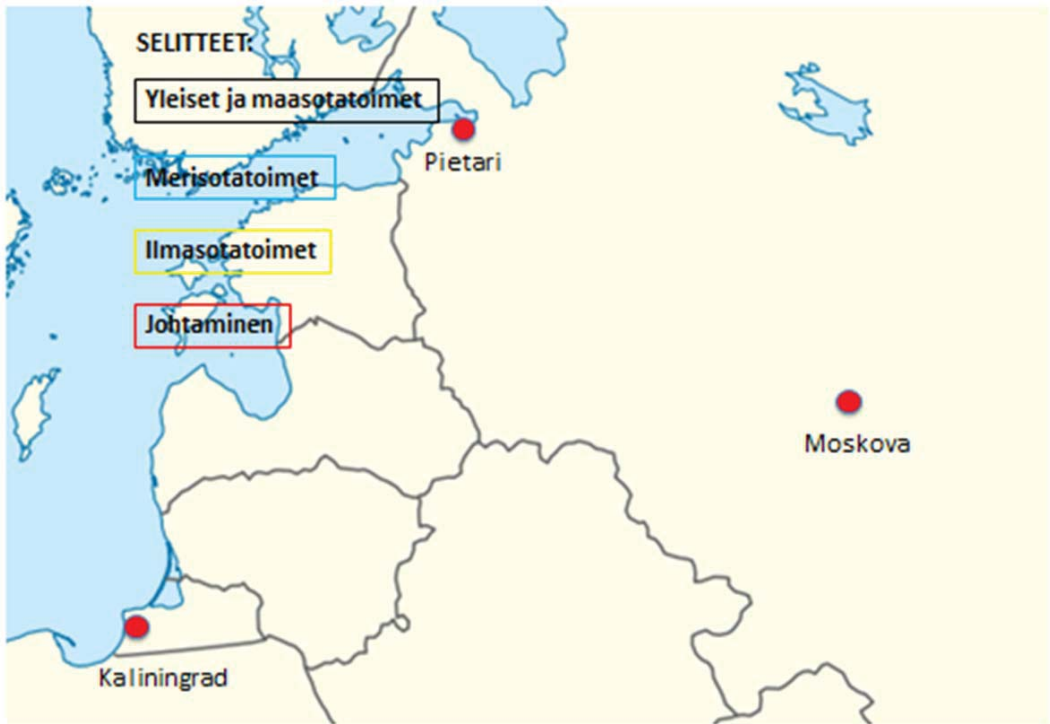 SELITTEET:
Yleiset ja maasotatoimet
Pietari
Merisotatoimet
Ilmasotatoimet
Johtaminen
Moskova
Kaliningrad